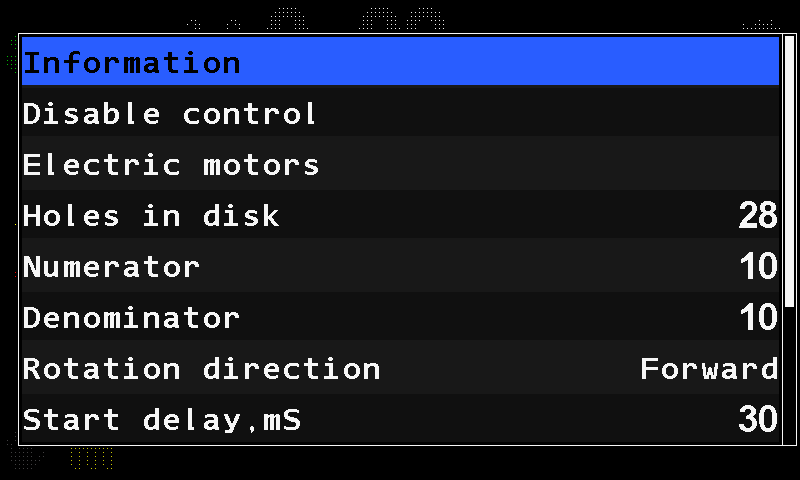 Information
Disable control
Electric motors
Holes in disk 28
Numerator 10
Denominator 10
Rotation direction Forward
Start delay,mS 30